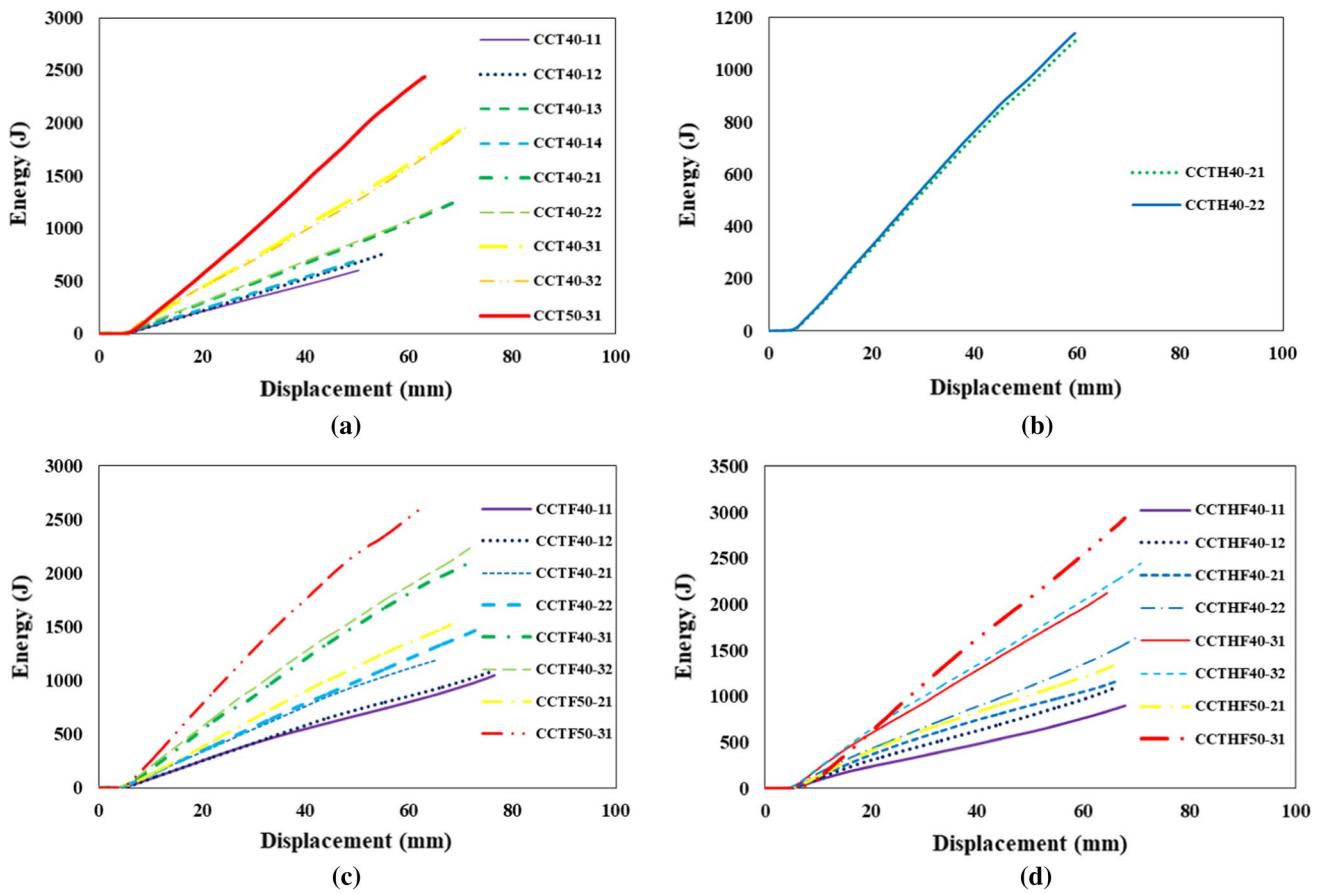 3000
2500
2000
1500
1000
500
0
Energy (J)
0 20 40 60 80 100
Displacement (mm)
CCT40-11
CCT40-12
CCT40-13
CCT40-14
CCT40-21
CCT40-22
CCT40-31
CCT40-32
CCT50-31
(a)
1200
1000
800
600
400
200
0
Energy (J)
0 20 40 60 80 100
Displacement (mm)
CCTH40-21
CCTH40-22
(b)
3000
2500
2000
1500
1000
500
0
Energy (J)
0 20 40 60 80 100
Displacement (mm)
CCTF40-11
CCTF40-12
CCTF40-21
CCTF40-22
CCTF40-31
CCTF40-32
CCTF50-21
CCTF50-31
(c)
3500
3000
2500
2000
1500
1000
500
0
Energy (J)
0 20 40 60 80 100
Displacement (mm)
CCTHF40-11
CCTHF40-12
CCTHF40-21
CCTHF40-22
CCTHF40-31
CCTHF40-32
CCTHF50-21
CCTHF50-31
(d)